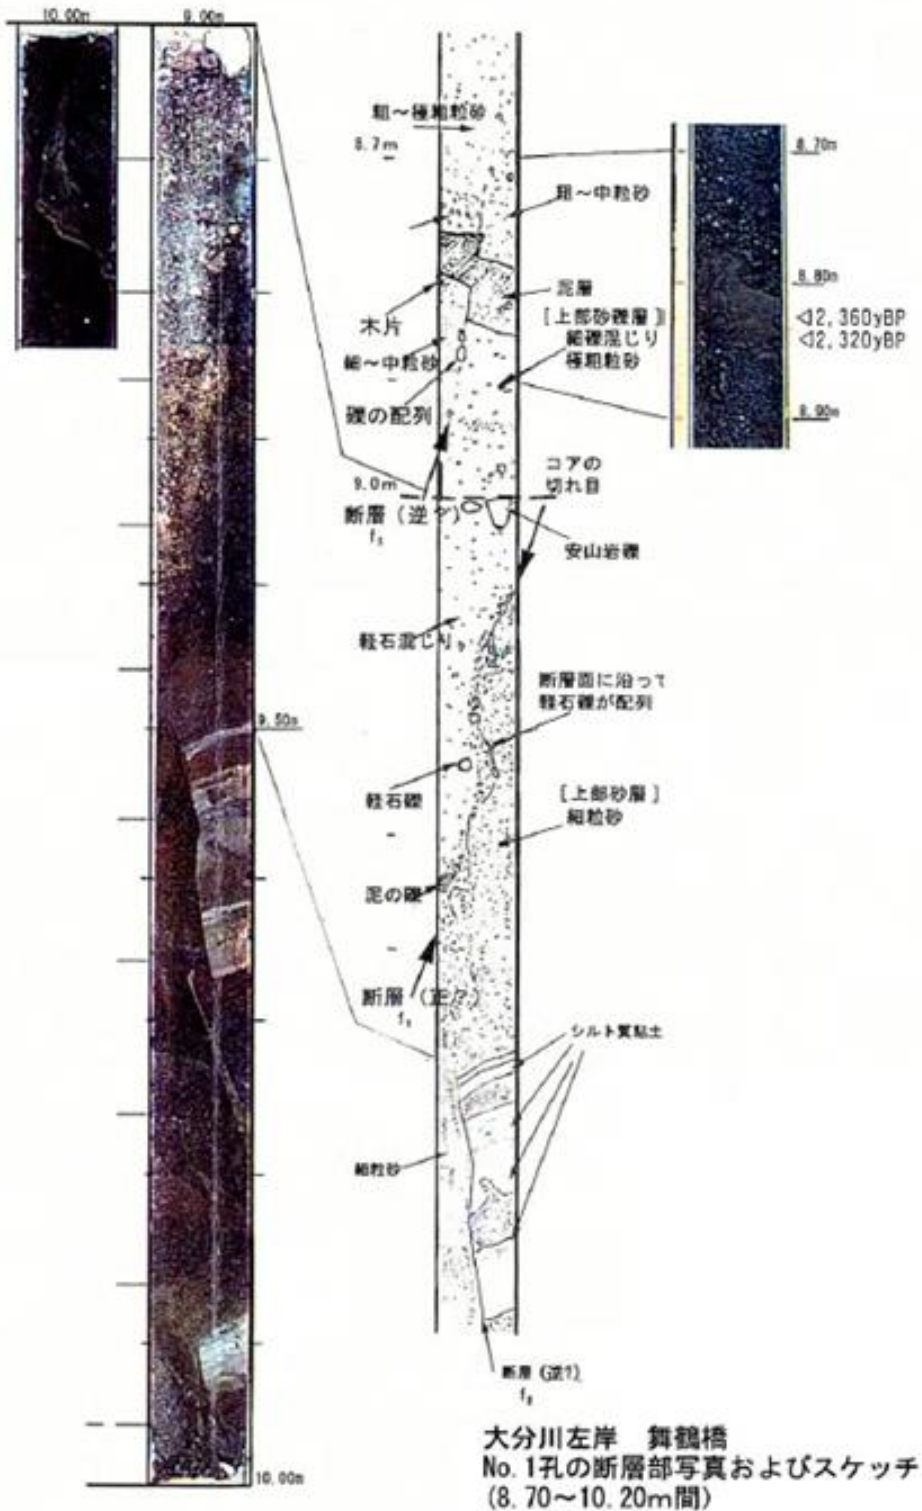 10.00m
9.00m
粗〜極粗粒砂
8.7m
8.70m
粗〜中粒砂
8.80m
泥層
木片
[上部砂礫層]
細礫混じり
極粗粒砂
◁2,360yBP
◁2,320yBP
細〜中粒砂
礫の配列
8.90m
コアの
切れ目
9.0m
断層(逆?)
安山岩礫
軽石混じり
断層面に沿って
軽石礫が配列
9.50m
軽石礫
[上部砂層]
細粒砂
泥の礫
断層(正?)
シルト質粘土
細粒砂
断層(逆?)
10.00m
大分川左岸 舞鶴橋
No.1孔の断層部写真およびスケッチ
(8.70〜10.20m間)